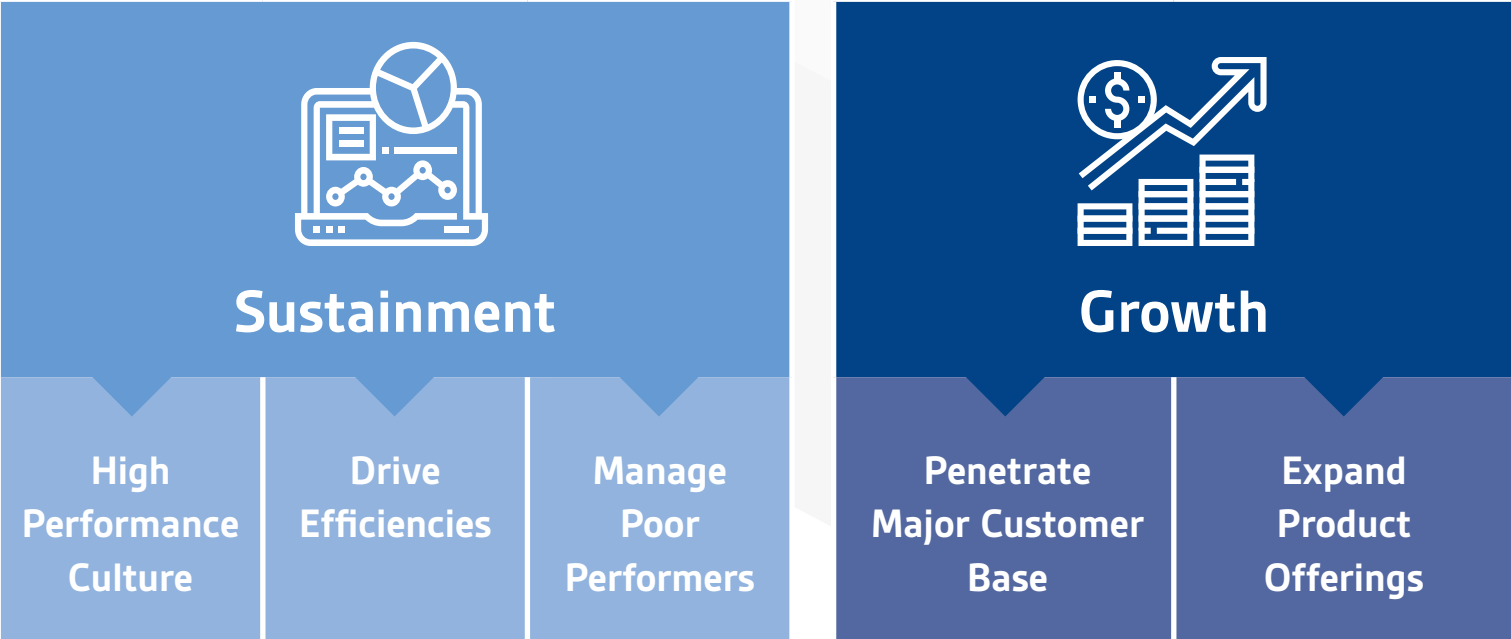 Sustainment
High
Performance
Culture
Drive
Efficiencies
Manage
Poor
Performers
$
Growth
Penetrate
Major Customer
Base
Expand
Product
Offerings